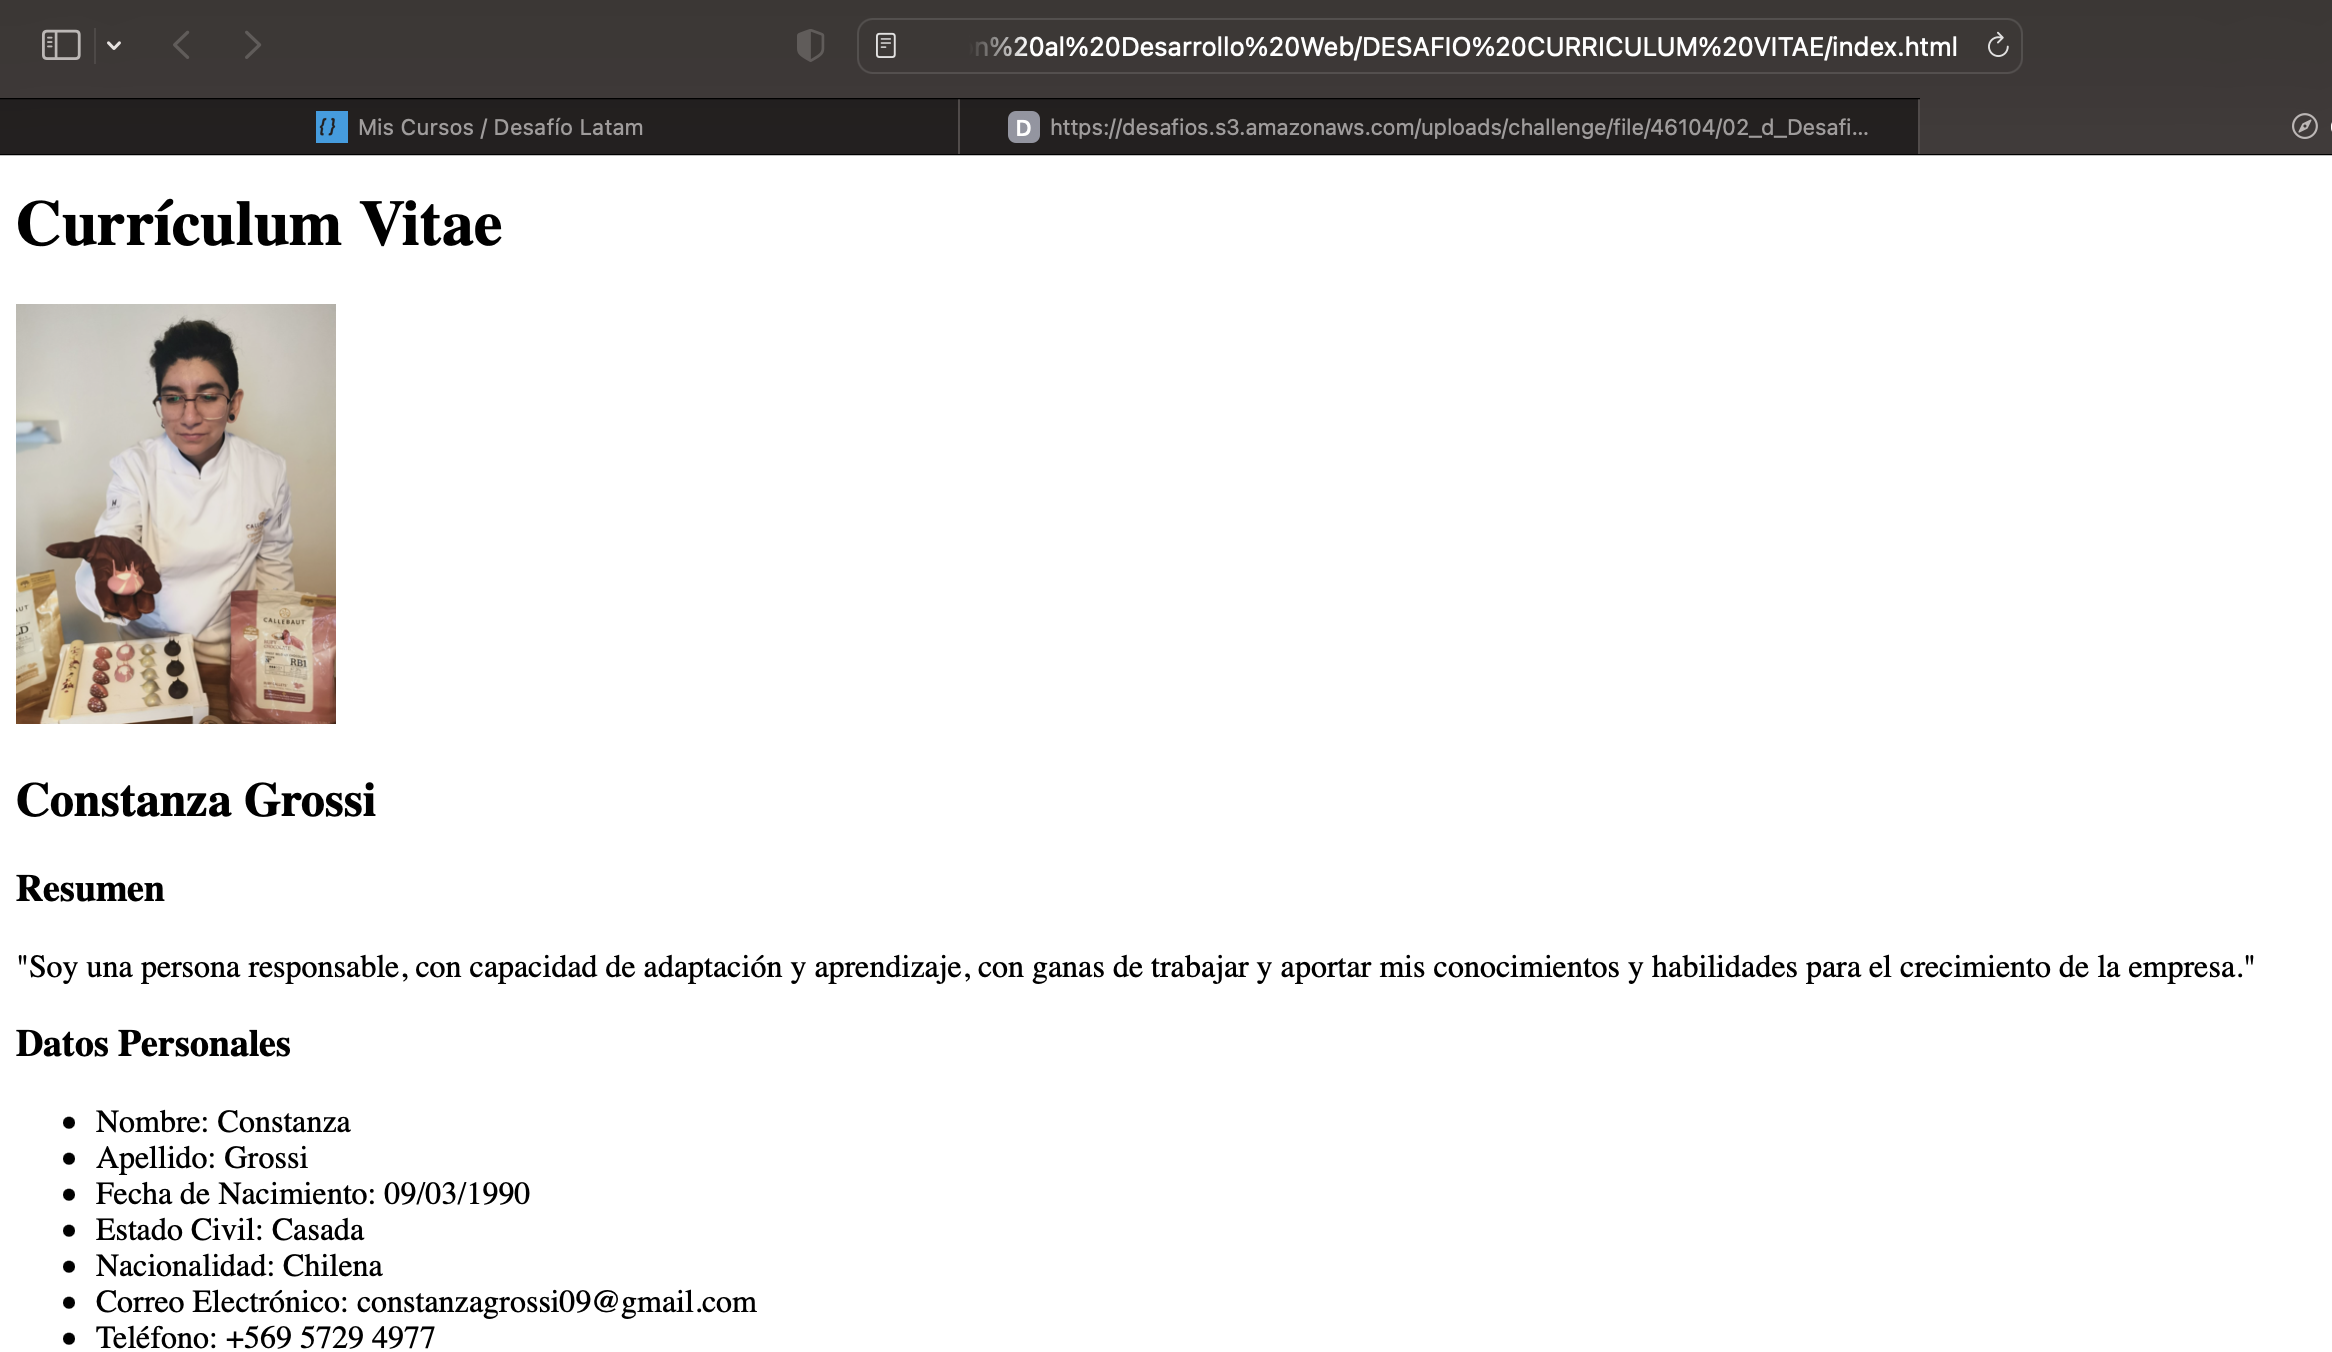 n%20al%20Desarrollo%20Web/DESAFIO%20CURRICULUM%20VITAE/index.html
{} Mis Cursos / Desafío Latam
D https://desafios.s3.amazonaws.com/uploads/challenge/file/46104/02_d_Desafi...
Currículum Vitae
CALLEBAUT
RB1
Constanza Grossi
Resumen
"Soy una persona responsable, con capacidad de adaptación y aprendizaje, con ganas de trabajar y aportar mis conocimientos y habilidades para el crecimiento de la empresa."
Datos Personales
Nombre: Constanza
Apellido: Grossi
Fecha de Nacimiento: 09/03/1990
Estado Civil: Casada
Nacionalidad: Chilena
Correo Electrónico: constanzagrossi09@gmail.com
Teléfono: +569 5729 4977